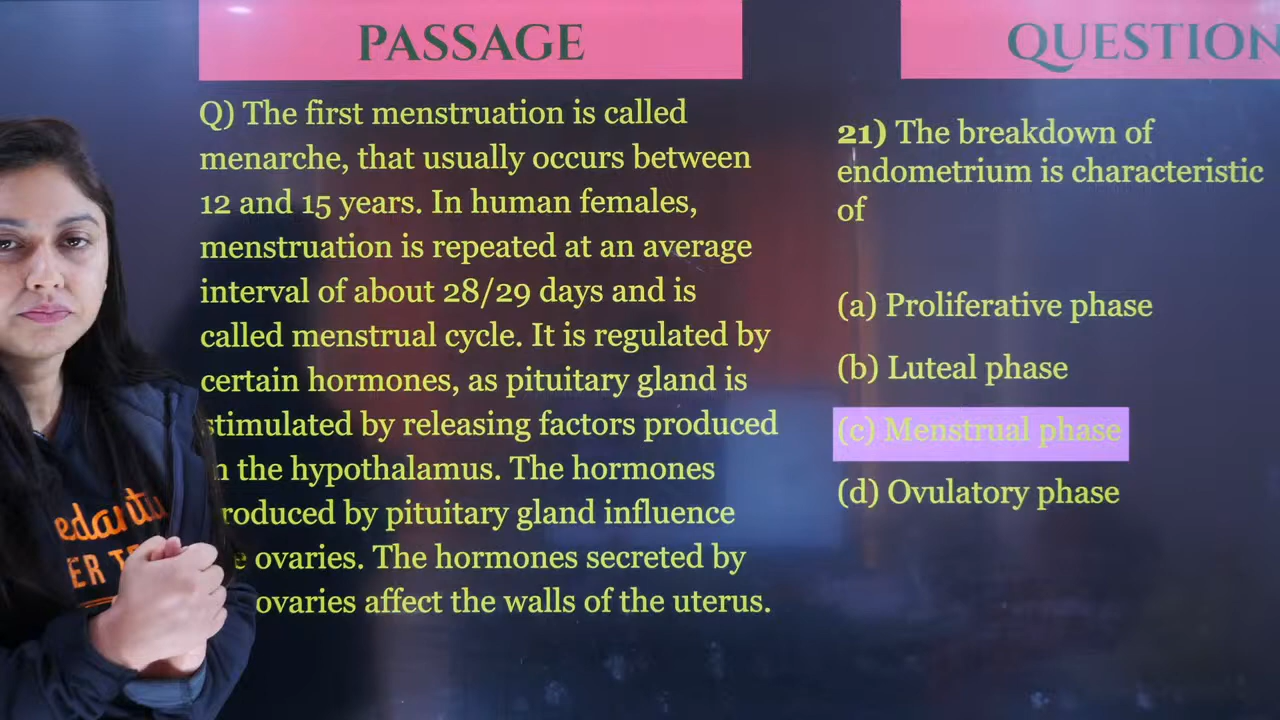 PASSAGE
Q) The first menstruation is called
menarche, that usually occurs between
12 and 15 years. In human females,
menstruation is repeated at an average
interval of about 28/29 days and is
called menstrual cycle. It is regulated by
certain hormones, as pituitary gland is
stimulated by releasing factors produced
the hypothalamus. The hormones
roduced by pituitary gland influence
ovaries. The hormones secreted by
ovaries affect the walls of the uterus.
QUESTION
21) The breakdown of
endometrium is characteristic
of
(a) Proliferative phase
(b) Luteal phase
(c) Menstrual phase
(d) Ovulatory phase
edantu